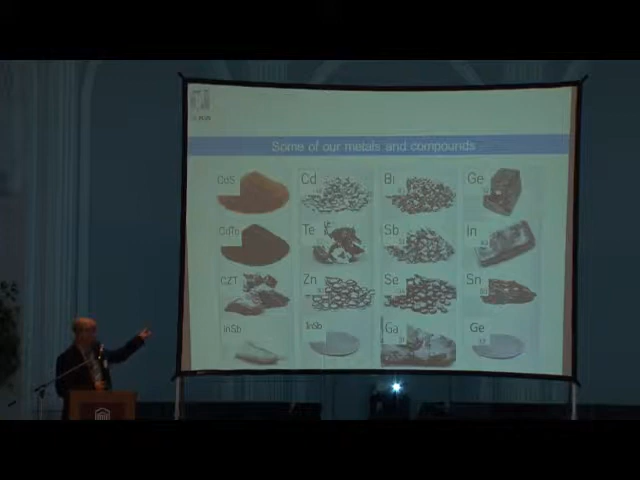 Some of our metals and compounds
CdS Cd Bi Ge
CdTe Te Sb In
CZT Zn Se Sn
InSb InSb Ga Ge